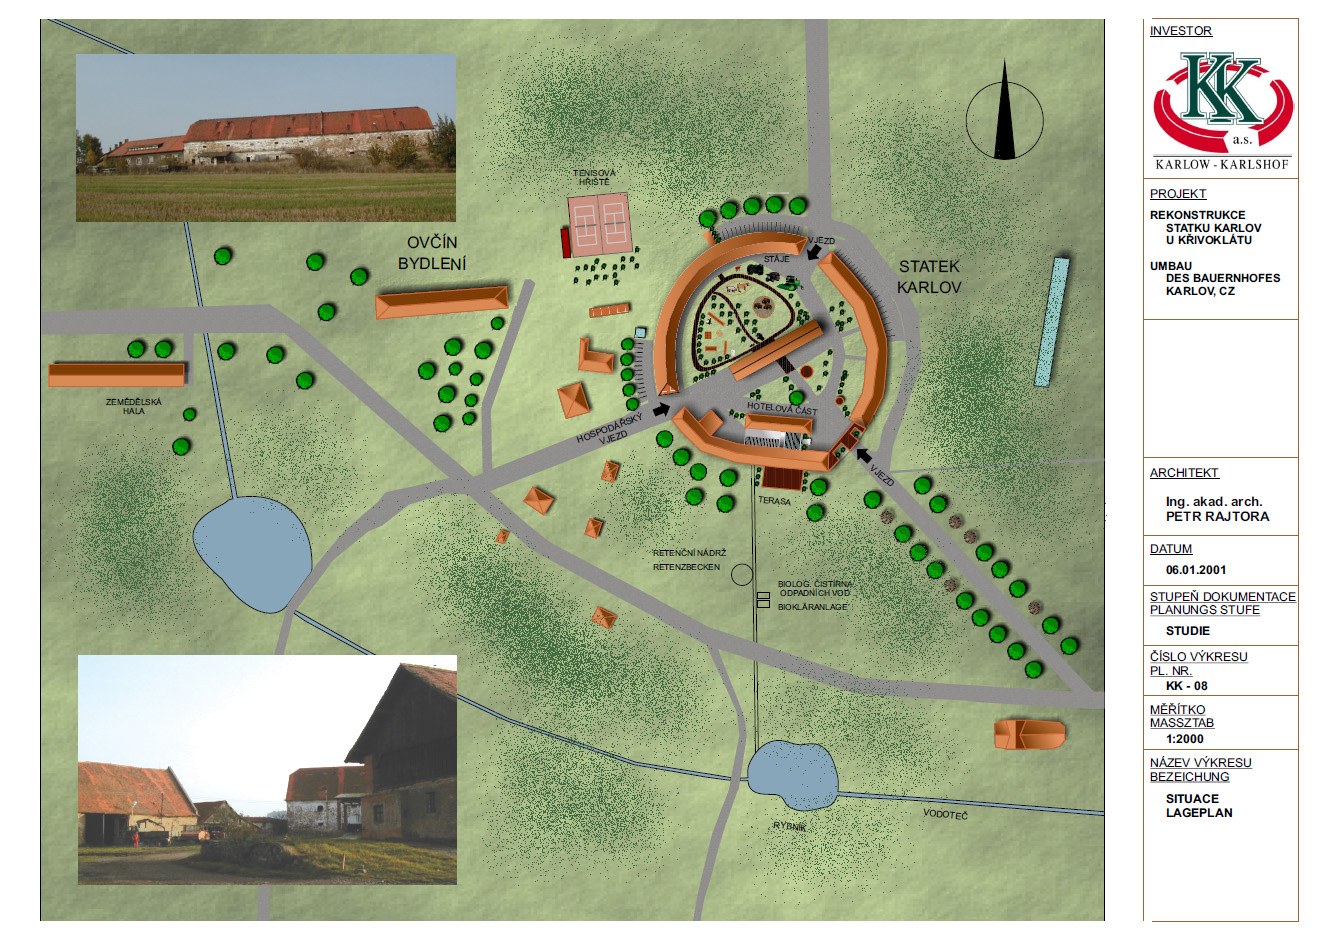 TENISOVÁ
HŘIŠTĚ
OVČÍN
BYDLENÍ
VJEZD
STÁJE
STATEK
KARLOV
ZEMĚDĚLSKÁ
HALA
HOTELOVÁ ČÁST
HOSPODÁŘSKÝ
VJEZD
VJEZD
TERASA
RETENČNÍ NÁDRŽ
RETENZBECKEN
BIOLOG. ČISTÍRNA
ODPADNÍCH VOD
BIOKLÄRANLAGE
RYBNÍK
VODOTEČ
INVESTOR
KK
a.s.
KARLOW - KARLSHOF
PROJEKT
REKONSTRUKCE
STATKU KARLOV
U KŘIVOKLÁTU
UMBAU
DES BAUERNHOFES
KARLOV, CZ
ARCHITEKT
Ing. akad. arch.
PETR RAJTORA
DATUM
06.01.2001
STUPEŇ DOKUMENTACE
PLANUNGS STUFE
STUDIE
ČÍSLO VÝKRESU
PL. NR.
KK - 08
MĚŘÍTKO
MASSZTAB
1:2000
NÁZEV VÝKRESU
BEZEICHUNG
SITUACE
LAGEPLAN